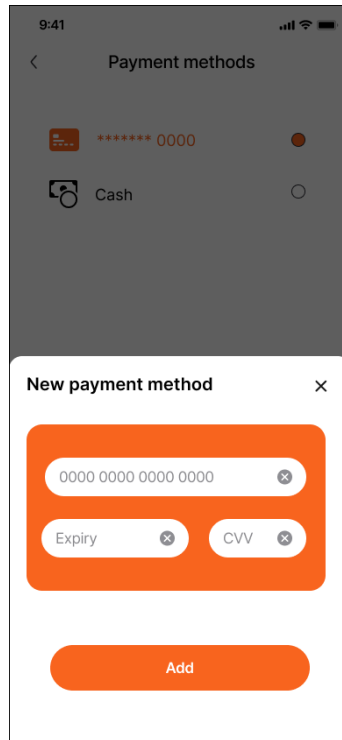 9:41
Payment methods
******* 0000
Cash
New payment method
0000 0000 0000 0000
Expiry
CVV
Add